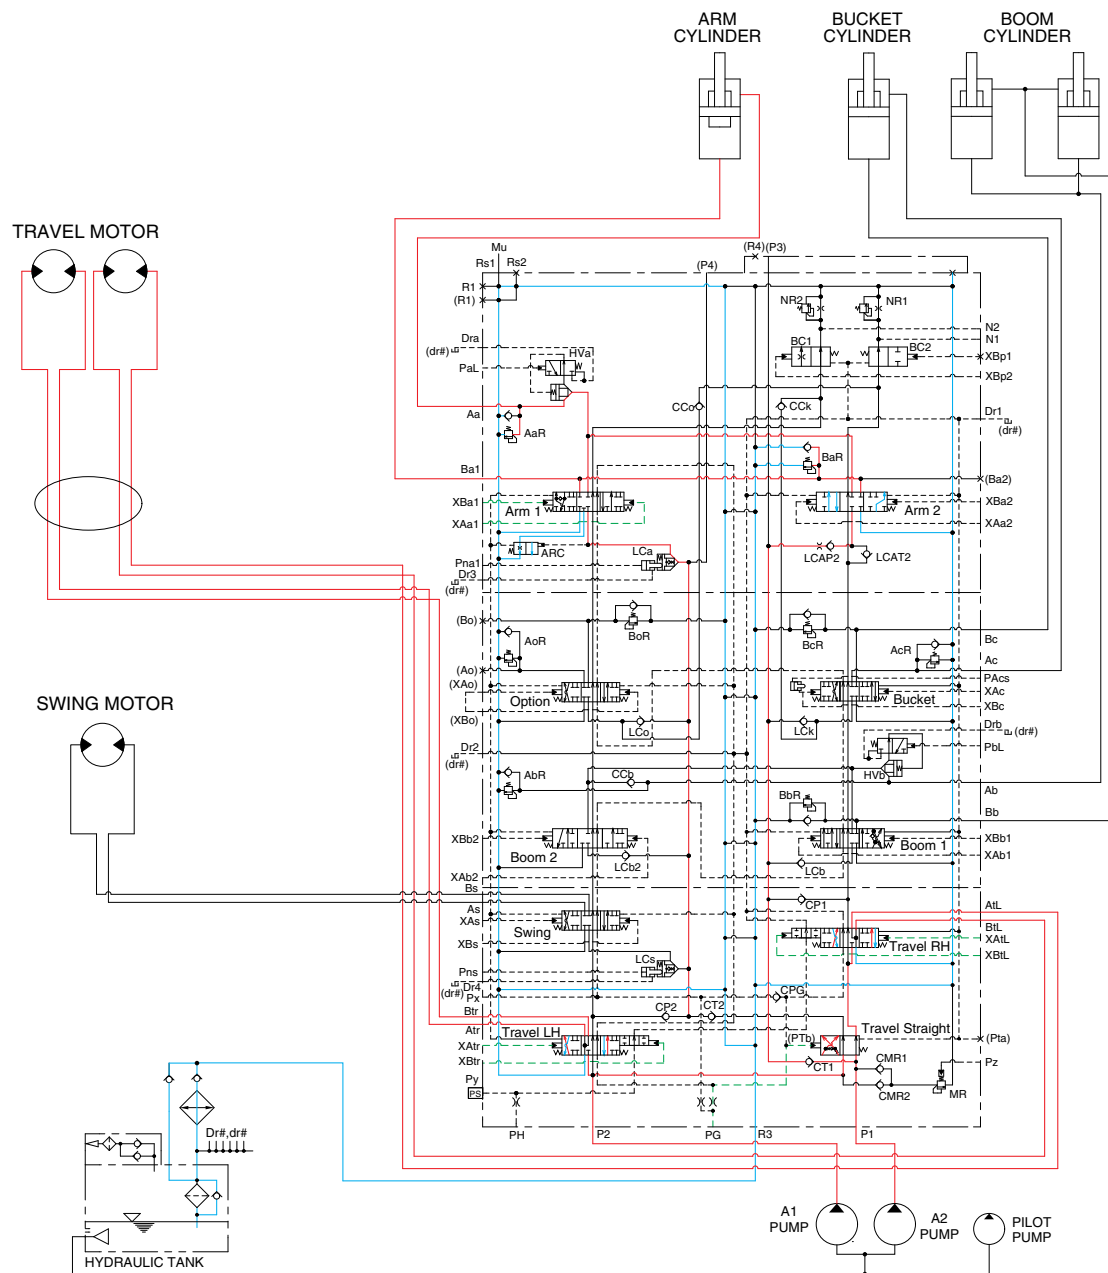 ARM
CYLINDER
BUCKET
CYLINDER
BOOM
CYLINDER
TRAVEL MOTOR
Mu
Rs1
Rs2
(R4)(P3)
(P4)
R1
(R1)
NR2
NR1
Dra
(dr#)
HVa
PaL
N2
N1
BC1
BC2
XBp1
XBp2
CCo
CCk
Aa
AaR
Dr1
(dr#)
BaR
Ba1
(Ba2)
XBa1
Arm 1
XAa1
XBa2
Arm 2
XAa2
ARC
LCa
LCAP2
LCAT2
Pna1
Dr3
(dr#)
(Bo)
BoR
AoR
BcR
Bc
AcR
Ac
(Ao)
(XAo)
Option
(XBo)
LCo
PAcs
XAc
Bucket
XBc
LCk
SWING MOTOR
Dr2
(dr#)
Drb
(dr#)
PbL
HVb
AbR
CCb
Ab
BbR
Bb
XBb2
Boom 2
XAb2
LCb2
XBb1
Boom 1
XAb1
LCb
Bs
As
XAs
Swing
XBs
CP1
AtL
BtL
XAtL
Travel RH
XBtL
LCs
Pns
Dr4
(dr#)
Px
CPG
Btr
CP2
CT2
Atr
Travel LH
XAtr
XBtr
(PTb)
Travel Straight
(Pta)
CT1
CMR1
CMR2
MR
Pz
Py
PS
PH
P2
PG
R3
P1
Dr#,dr#
HYDRAULIC TANK
A1
PUMP
A2
PUMP
PILOT
PUMP